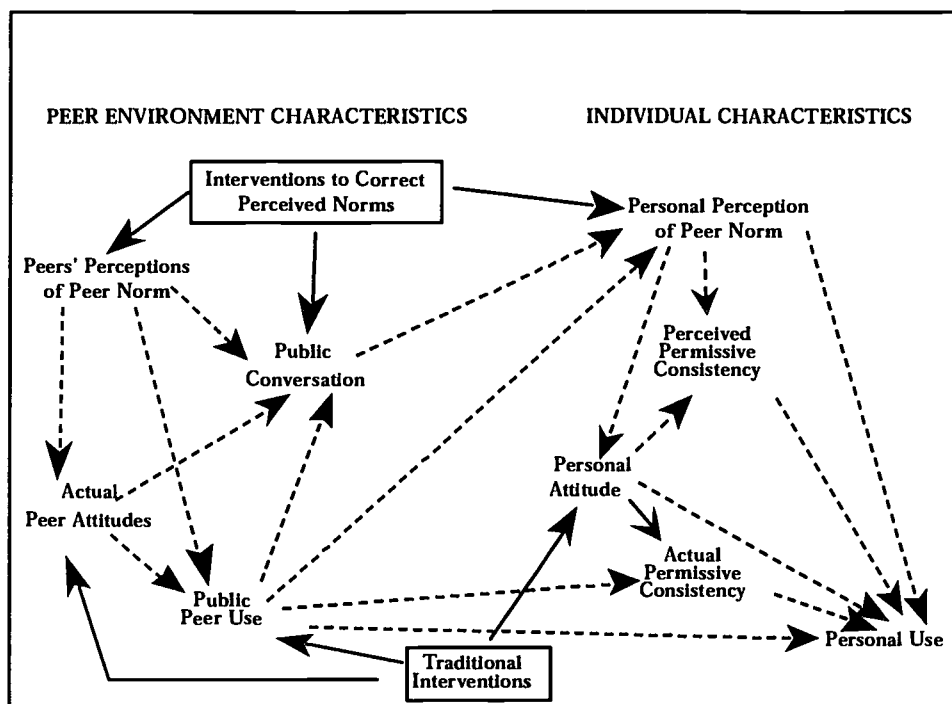 PEER ENVIRONMENT CHARACTERISTICS
INDIVIDUAL CHARACTERISTICS
Interventions to Correct
Perceived Norms
Personal Perception
of Peer Norm
Peers' Perceptions
of Peer Norm
Public
Conversation
Perceived
Permissive
Consistency
Actual
Peer Attitudes
Personal
Attitude
Actual
Permissive
Consistency
Public
Peer Use
Personal Use
Traditional
Interventions